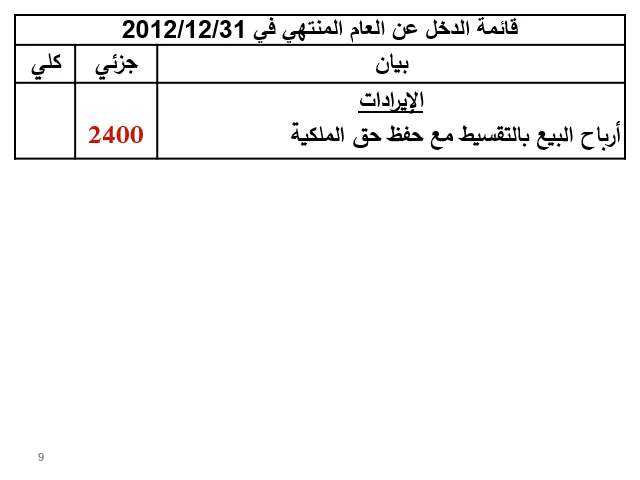 قائمة الدخل عن العام المنتهي في 2012/12/31
بيان جزئي كلي
الإيرادات
أرباح البيع بالتقسيط مع حفظ حق الملكية 2400
9